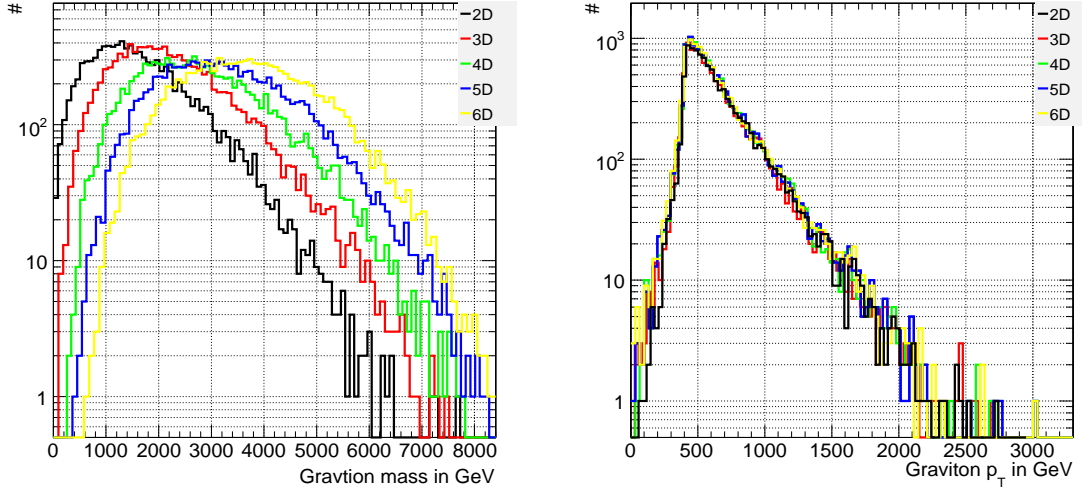 #
10²
10
1
0 1000 2000 3000 4000 5000 6000 7000 8000
Gravtion mass in GeV
2D
3D
4D
5D
6D
#
10³
10²
10
1
0 500 1000 1500 2000 2500 3000
Graviton p_T in GeV
2D
3D
4D
5D
6D